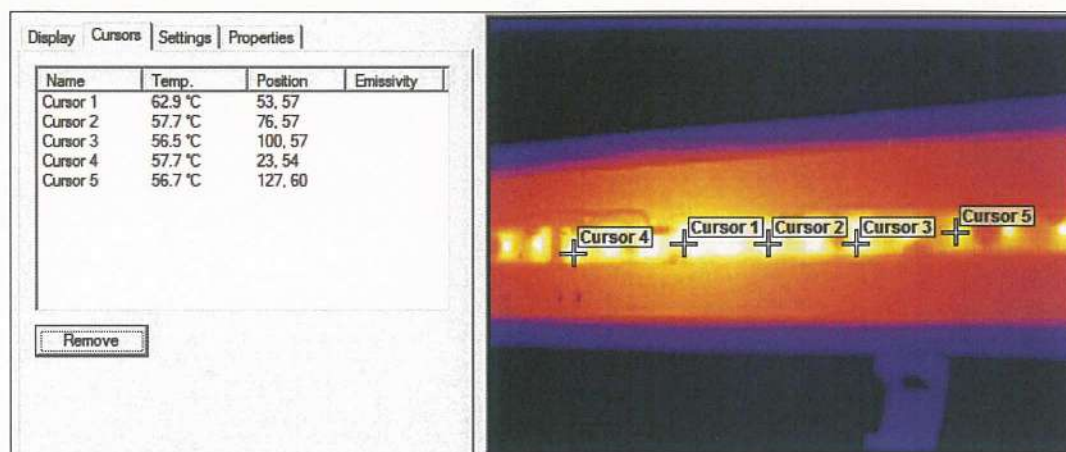 Display Cursors Settings Properties
Name Temp. Position Emissivity
Cursor 1 62.9 °C 53, 57
Cursor 2 57.7 °C 76, 57
Cursor 3 56.5 °C 100, 57
Cursor 4 57.7 °C 23, 54
Cursor 5 56.7 °C 127, 60
Remove
Cursor 4
Cursor 1
Cursor 2
Cursor 3
Cursor 5